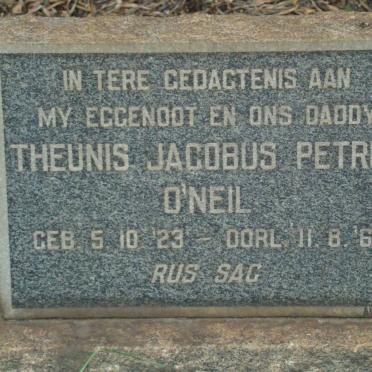 IN TERE GEDAGTENIS AAN
MY EGGENOOT EN ONS DADDY
THEUNIS JACOBUS
O'NEIL
GEB. 5. 10. '23 – OORL. 11. 8. '6
RUS SAG